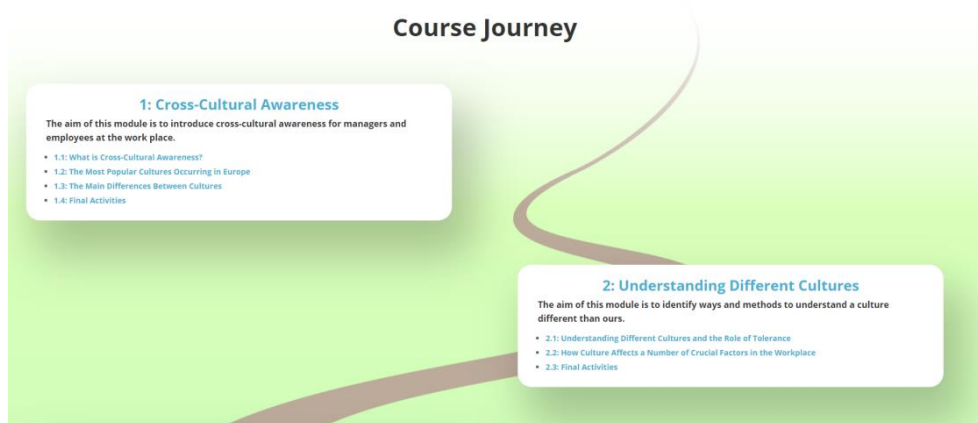 Course Journey
1: Cross-Cultural Awareness
The aim of this module is to introduce cross-cultural awareness for managers and
employees at the work place.
1.1: What is Cross-Cultural Awareness?
1.2: The Most Popular Cultures Occurring in Europe
1.3: The Main Differences Between Cultures
1.4: Final Activities
2: Understanding Different Cultures
The aim of this module is to identify ways and methods to understand a culture
different than ours.
2.1: Understanding Different Cultures and the Role of Tolerance
2.2: How Culture Affects a Number of Crucial Factors in the Workplace
2.3: Final Activities